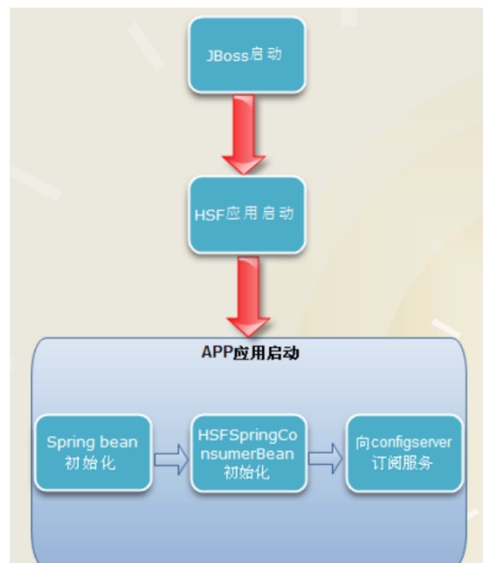 JBoss启动
HSF应用启动
APP应用启动
Spring bean
初始化
HSFSpringCo
nsumerBean
初始化
向configserver
订阅服务